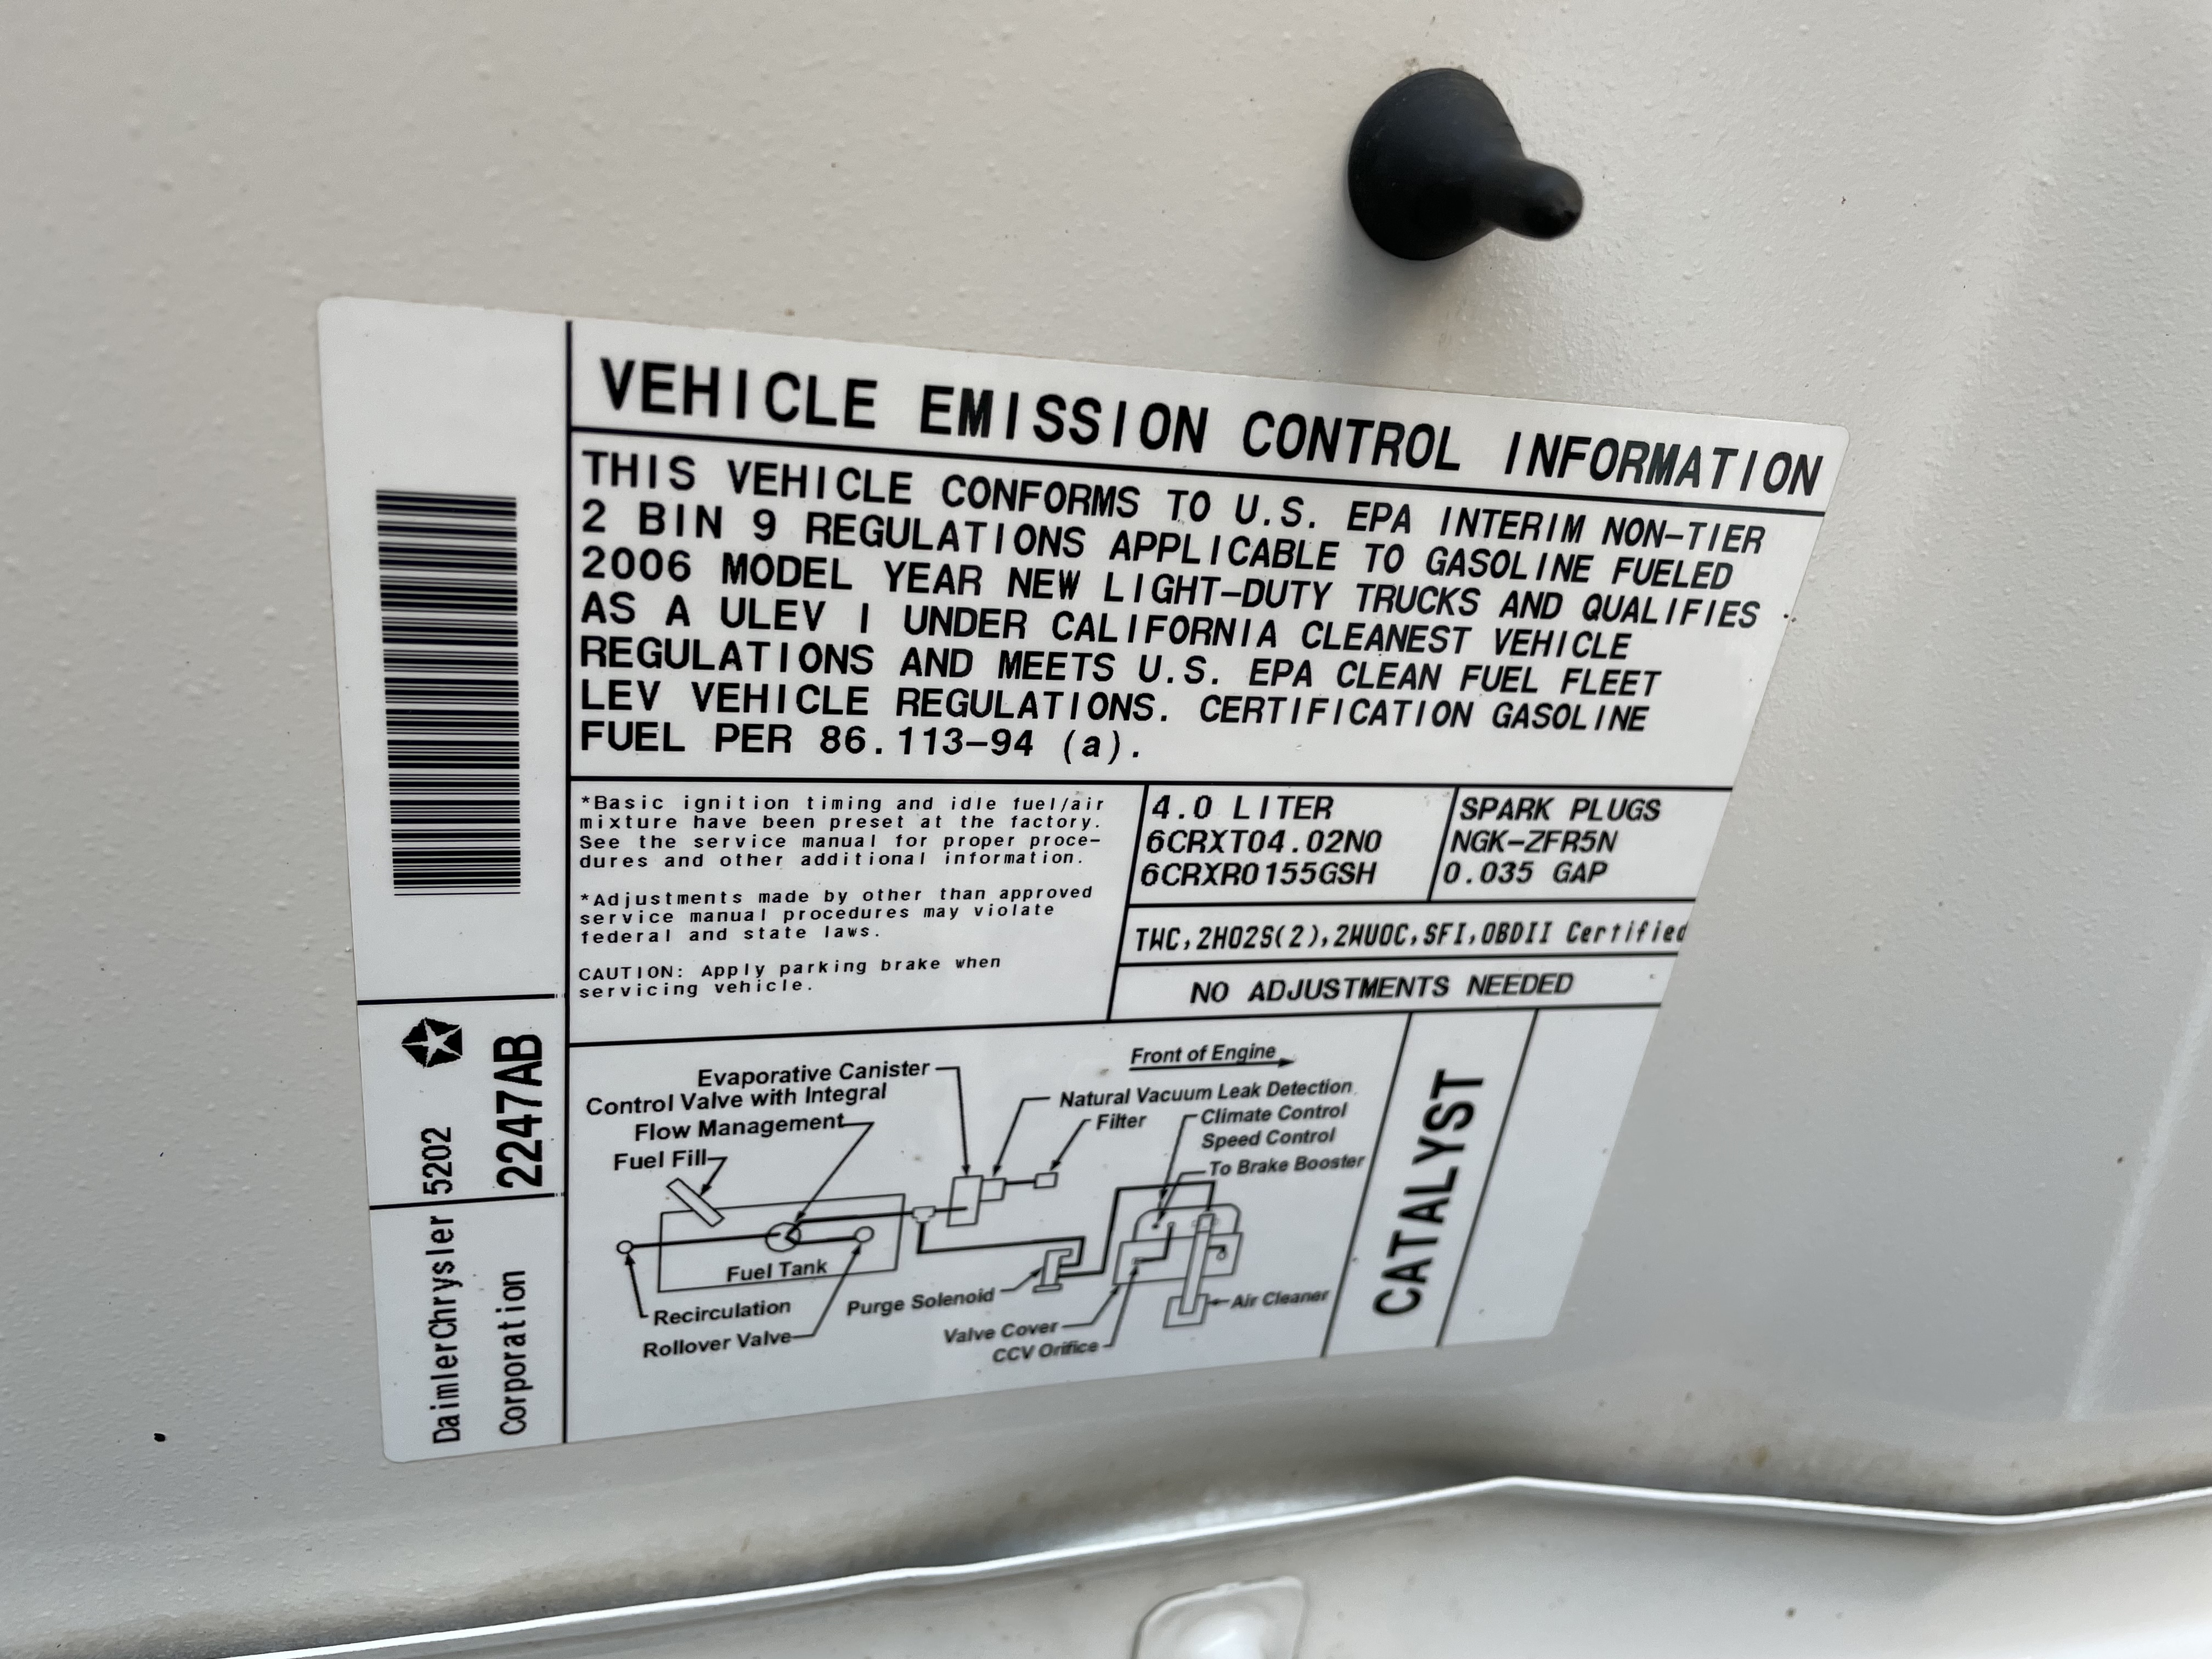 VEHICLE EMISSION CONTROL INFORMATION
THIS VEHICLE CONFORMS TO U.S. EPA INTERIM NON-TIER
2 BIN 9 REGULATIONS APPLICABLE TO GASOLINE FUELED
2006 MODEL YEAR NEW LIGHT-DUTY TRUCKS AND QUALIFIES
AS A ULEV I UNDER CALIFORNIA CLEANEST VEHICLE
REGULATIONS AND MEETS U.S. EPA CLEAN FUEL FLEET
LEV VEHICLE REGULATIONS. CERTIFICATION GASOLINE
FUEL PER 86.113-94 (a).
*Basic ignition timing and idle fuel/air
mixture have been preset at the factory.
See the service manual for proper proce-
dures and other additional information.
*Adjustments made by other than approved
service manual procedures may violate
federal and state laws.
CAUTION: Apply parking brake when
servicing vehicle.
4.0 LITER
6CRXT04.02N0
6CRXR0155GSH
SPARK PLUGS
NGK-ZFR5N
0.035 GAP
TWC,2HO2S(2),2WUOC,SFI,OBDII Certified
NO ADJUSTMENTS NEEDED
Front of Engine
Evaporative Canister
Control Valve with Integral
Flow Management
Fuel Fill
Natural Vacuum Leak Detection
Filter
Climate Control
Speed Control
To Brake Booster
Fuel Tank
Recirculation
Rollover Valve
Purge Solenoid
Valve Cover
CCV Orifice
Air Cleaner
CATALYST
DaimlerChrysler
Corporation
5202
2247AB